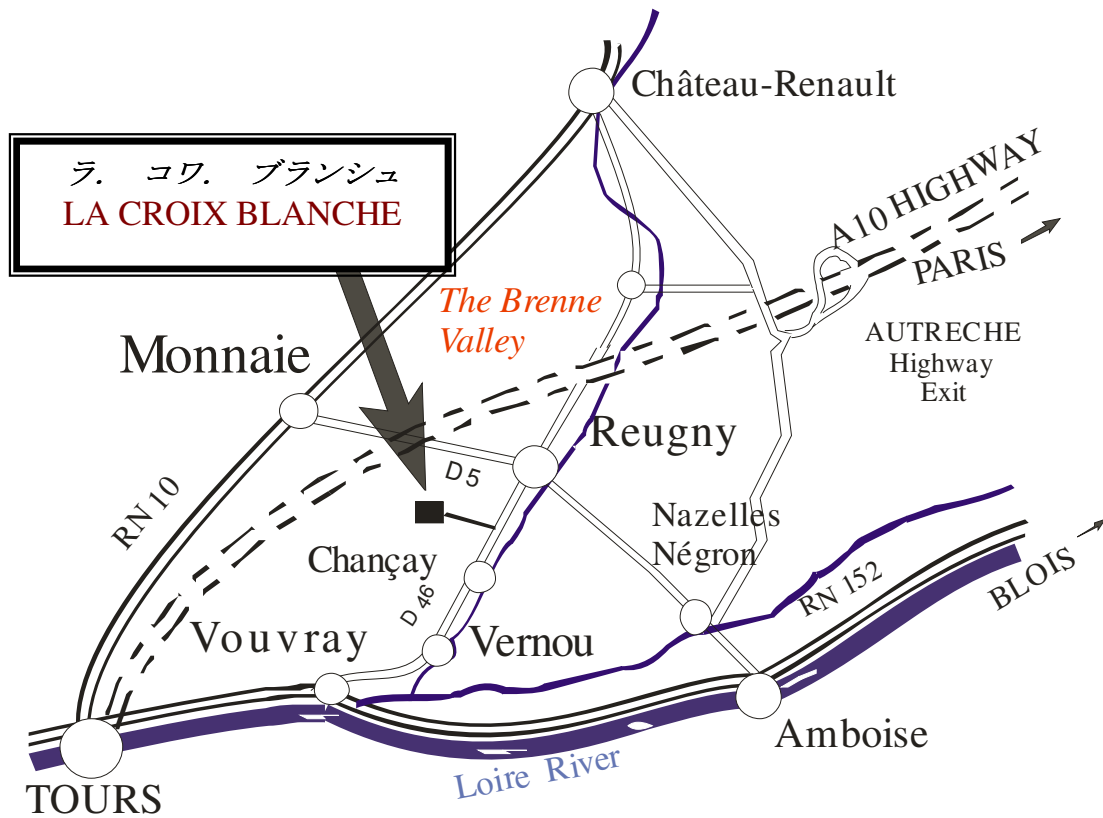 Château-Renault
ラ. コワ. ブランシュ
LA CROIX BLANCHE
A10 HIGHWAY
PARIS
The Brenne
Valley
AUTRECHE
Highway
Exit
Monnaie
Reugny
D 5
RN 10
Nazelles
Négron
Chançay
D 46
RN 152
BLOIS
Vouvray
Vernou
Amboise
Loire River
TOURS